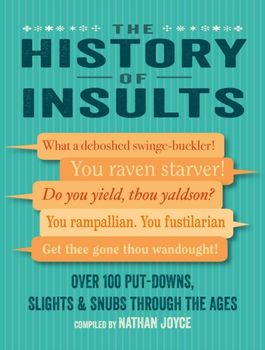 THE
HISTORY
OF
INSULTS
What a deboshed swinge-buckler!
You raven starver!
Do you yield, thou yaldson?
You rampallian. You fustilarian
Get thee gone thou wandought!
OVER 100 PUT-DOWNS,
SLIGHTS & SNUBS THROUGH THE AGES
COMPILED BY NATHAN JOYCE